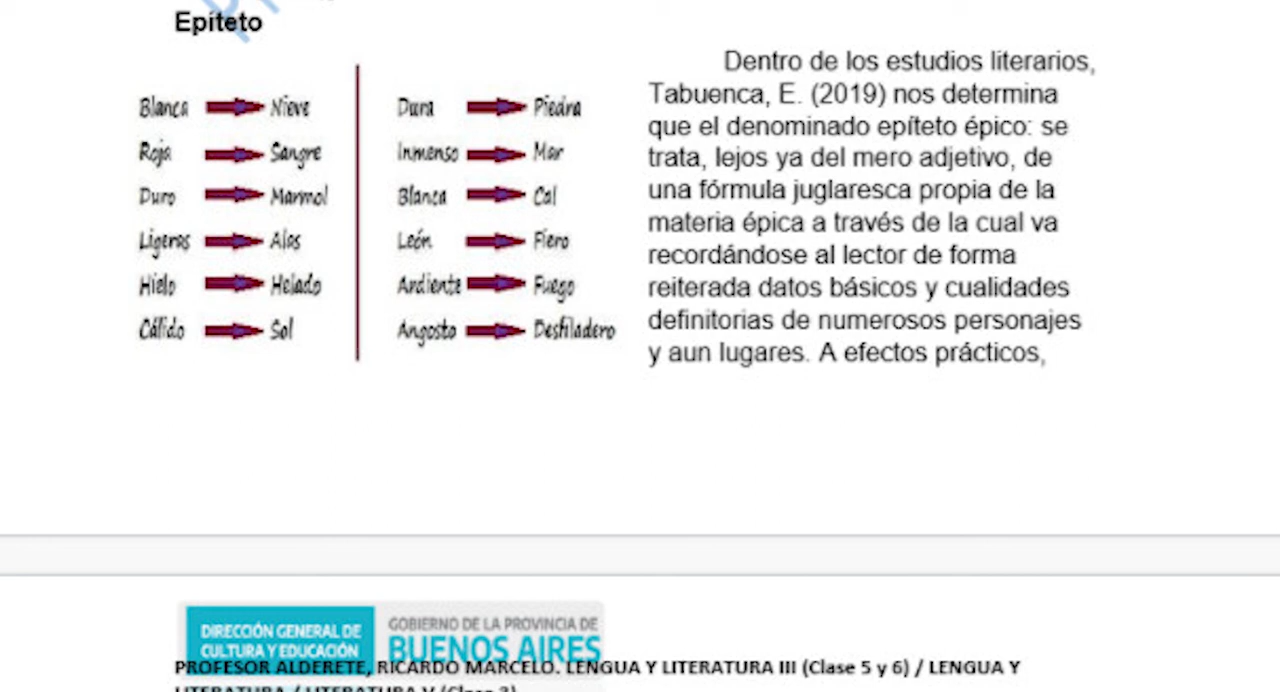 Epíteto
Blanca Nieve
Roja Sangre
Duro Marmol
Ligeras Alas
Hielo Helado
Cálido Sol
Dura Piedra
Inmenso Mar
Blanca Cal
León Fiero
Ardiente Fuego
Angosto Desfiladero
Dentro de los estudios literarios,
Tabuenca, E. (2019) nos determina
que el denominado epíteto épico: se
trata, lejos ya del mero adjetivo, de
una fórmula juglaresca propia de la
materia épica a través de la cual va
recordándose al lector de forma
reiterada datos básicos y cualidades
definitorias de numerosos personajes
y aun lugares. A efectos prácticos,
DIRECCIÓN GENERAL DE
CULTURA Y EDUCACIÓN
GOBIERNO DE LA PROVINCIA DE
BUENOS AIRES
PROFESOR ALDERETE, RICARDO MARCELO. LENGUA Y LITERATURA III (Clase 5 y 6) / LENGUA Y
LITERATURA / LITERATURA V (Clase 3)